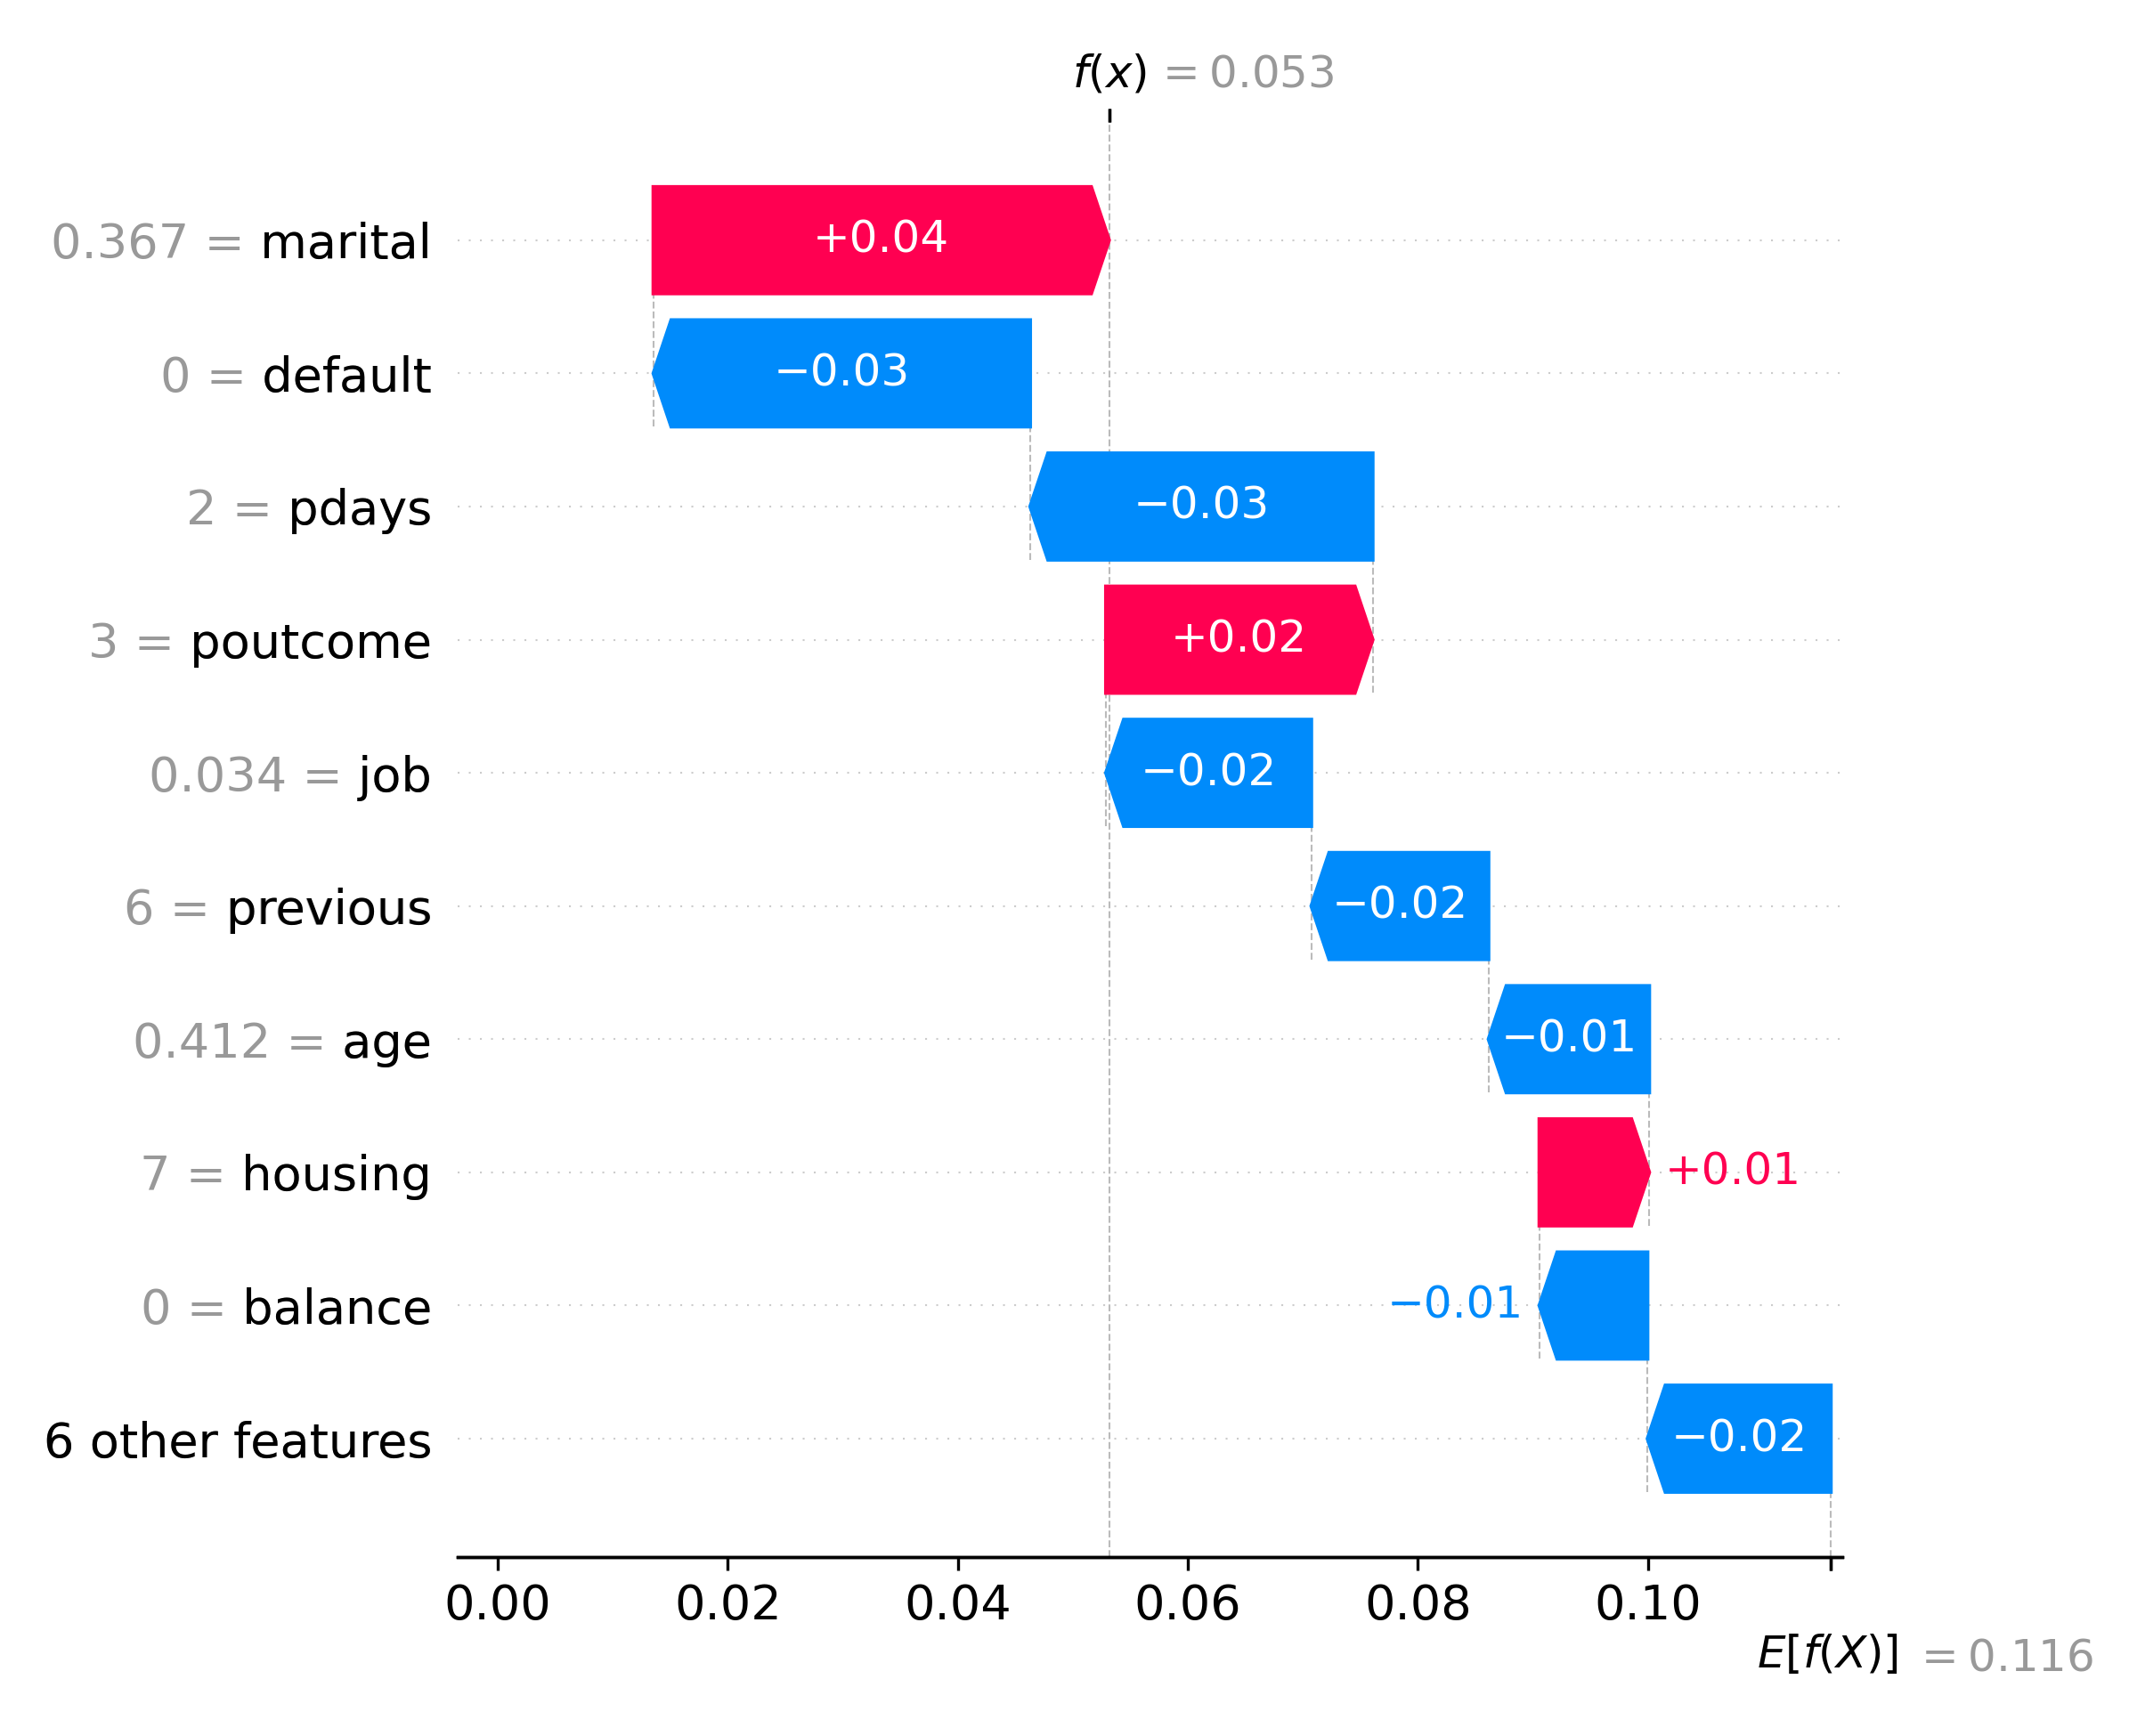 f(x) = 0.053
0.367 = marital
+0.04
0 = default
−0.03
2 = pdays
−0.03
3 = poutcome
+0.02
0.034 = job
−0.02
6 = previous
−0.02
0.412 = age
−0.01
7 = housing
+0.01
0 = balance
−0.01
6 other features
−0.02
0.00 0.02 0.04 0.06 0.08 0.10
E[f(X)] = 0.116